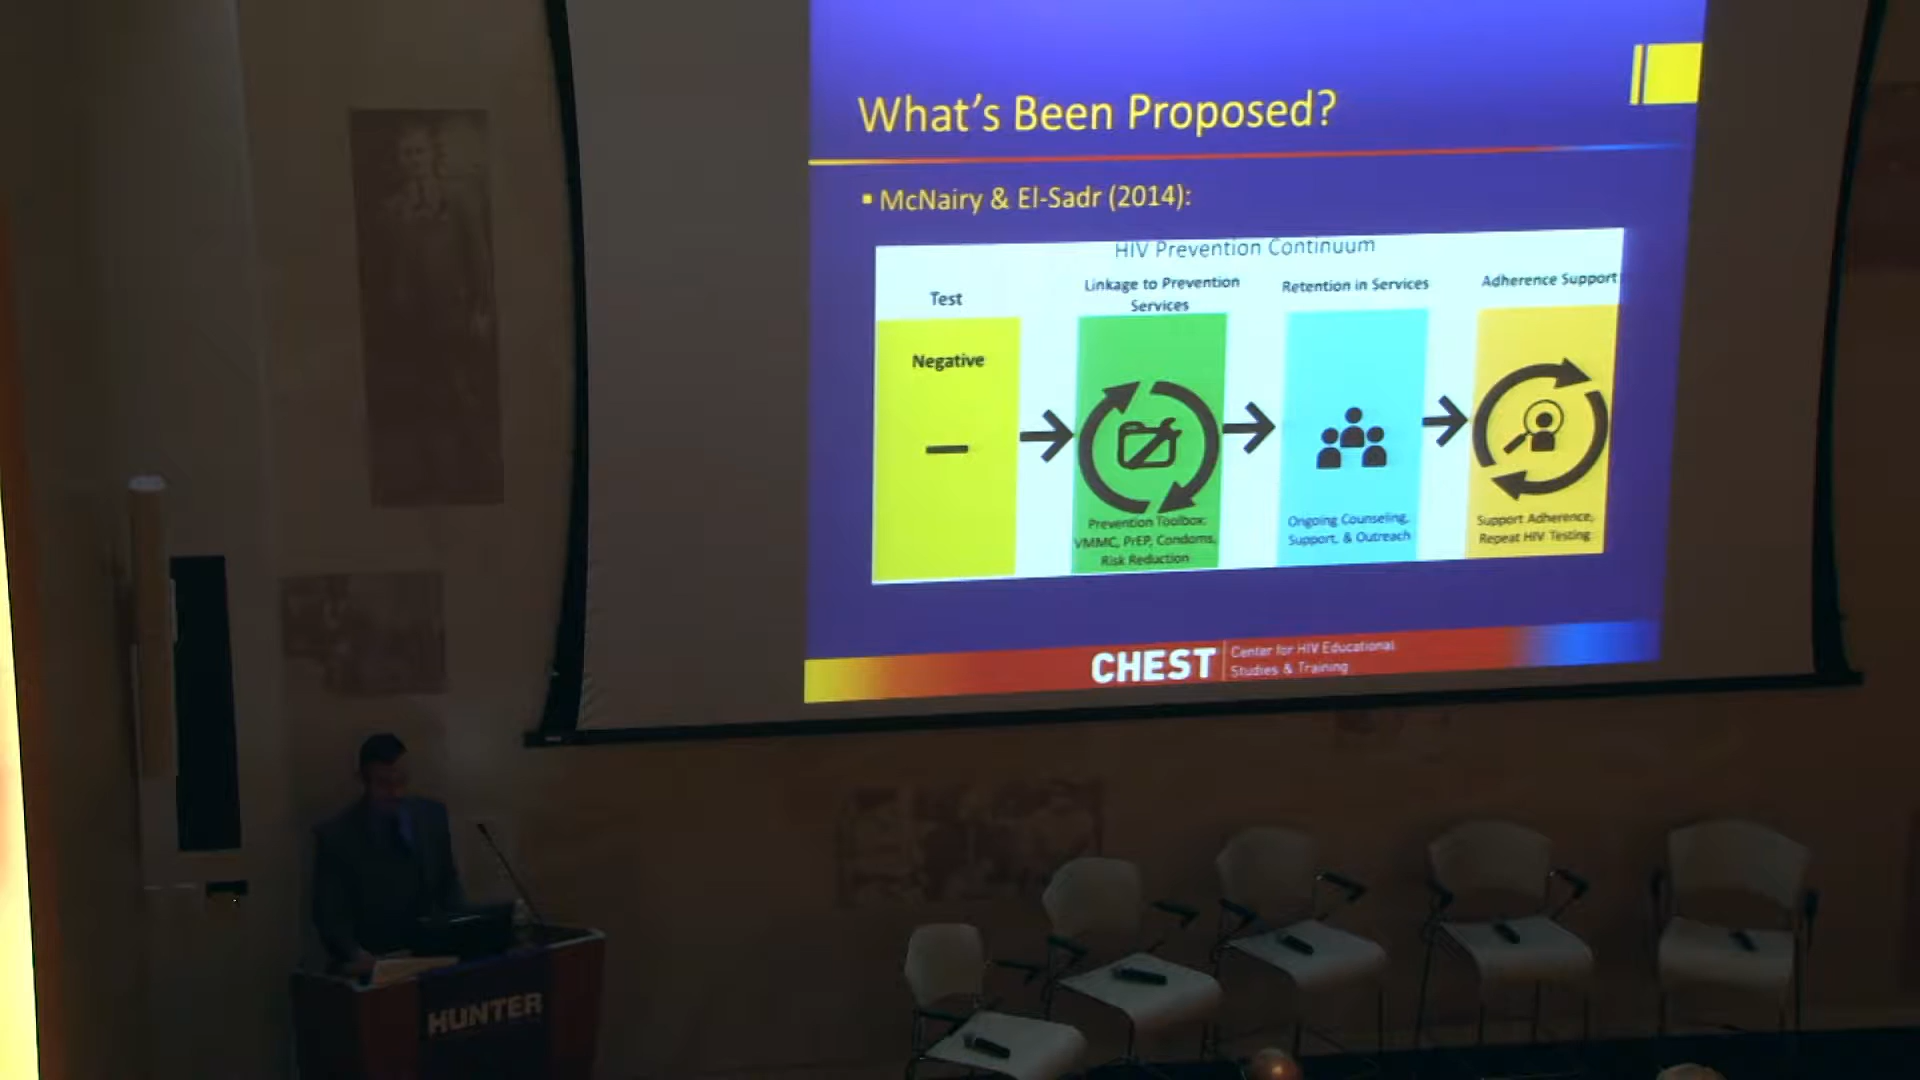 What's Been Proposed?
▪ McNairy & El-Sadr (2014):
HIV Prevention Continuum
Test
Negative
Linkage to Prevention
Services
Prevention Toolbox:
VMMC, PrEP, Condoms,
Risk Reduction
Retention in Services
Ongoing Counseling,
Support, & Outreach
Adherence Support
Support Adherence,
Repeat HIV Testing
CHEST
Center for HIV Educational
Studies & Training
HUNTER